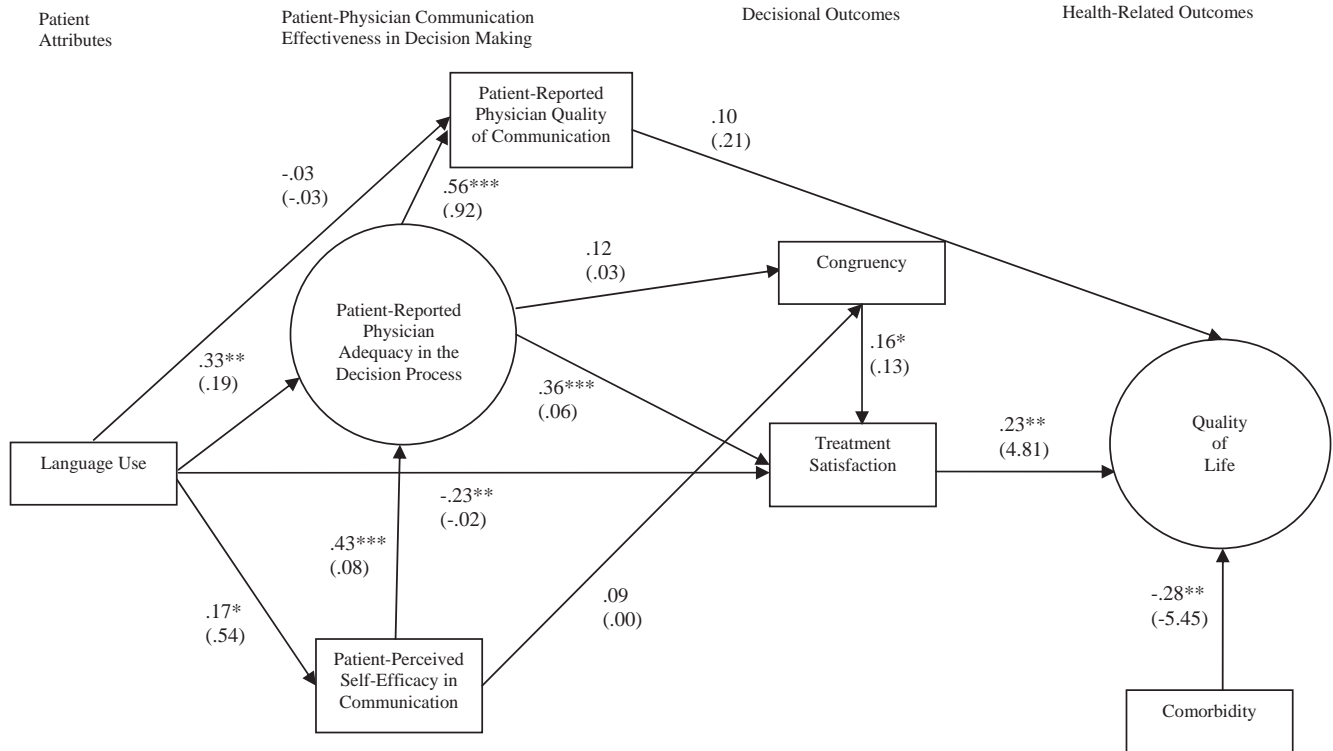 Patient
Attributes
Patient-Physician Communication
Effectiveness in Decision Making
Decisional Outcomes
Health-Related Outcomes
Patient-Reported
Physician Quality
of Communication
.10
(.21)
-.03
(-.03)
.56***
(.92)
.12
(.03)
Congruency
Patient-Reported
Physician
Adequacy in the
Decision Process
.33**
(.19)
.16*
(.13)
.36***
(.06)
Quality
of
Life
Language Use
Treatment
Satisfaction
.23**
(4.81)
-.23**
(-.02)
.43***
(.08)
.17*
(.54)
.09
(.00)
-.28**
(-5.45)
Patient-Perceived
Self-Efficacy in
Communication
Comorbidity